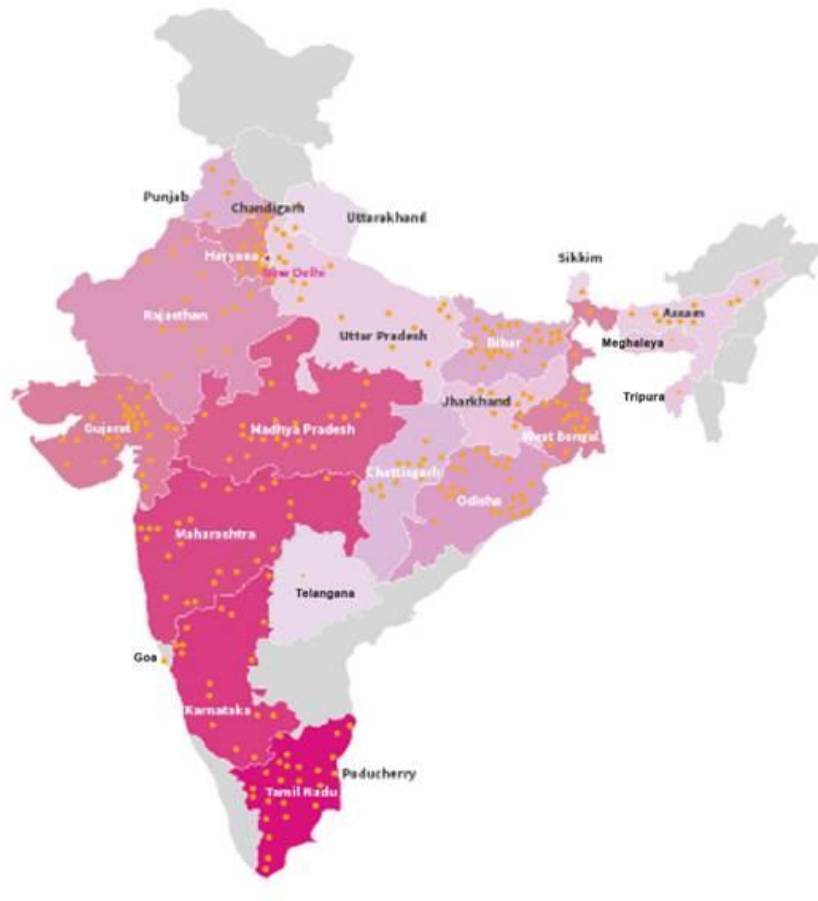 Punjab
Chandigarh
Uttarakhand
Haryana
New Delhi
Sikkim
Rajasthan
Uttar Pradesh
Bihar
Assam
Meghalaya
Jharkhand
Tripura
Gujarat
Madhya Pradesh
West Bengal
Chattisgarh
Odisha
Maharashtra
Telangana
Goa
Karnataka
Paducherry
Tamil Nadu